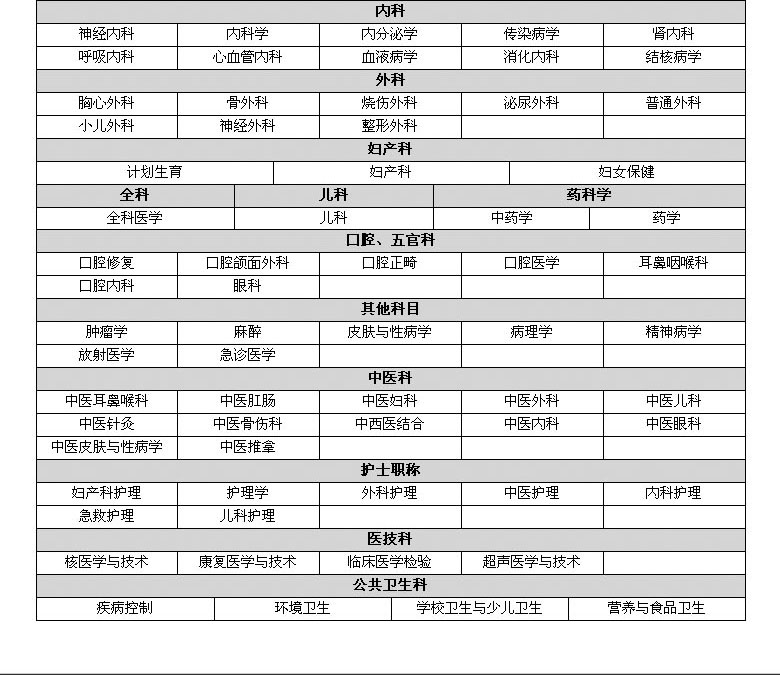 内科
神经内科 内科学 内分泌学 传染病学 肾内科
呼吸内科 心血管内科 血液病学 消化内科 结核病学
外科
胸心外科 骨外科 烧伤外科 泌尿外科 普通外科
小儿外科 神经外科 整形外科
妇产科
计划生育 妇产科 妇女保健
全科 儿科 药科学
全科医学 儿科 中药学 药学
口腔、五官科
口腔修复 口腔颌面外科 口腔正畸 口腔医学 耳鼻咽喉科
口腔内科 眼科
其他科目
肿瘤学 麻醉 皮肤与性病学 病理学 精神病学
放射医学 急诊医学
中医科
中医耳鼻喉科 中医肛肠 中医妇科 中医外科 中医儿科
中医针灸 中医骨伤科 中西医结合 中医内科 中医眼科
中医皮肤与性病学 中医推拿
护士职称
妇产科护理 护理学 外科护理 中医护理 内科护理
急救护理 儿科护理
医技科
核医学与技术 康复医学与技术 临床医学检验 超声医学与技术
公共卫生科
疾病控制 环境卫生 学校卫生与少儿卫生 营养与食品卫生